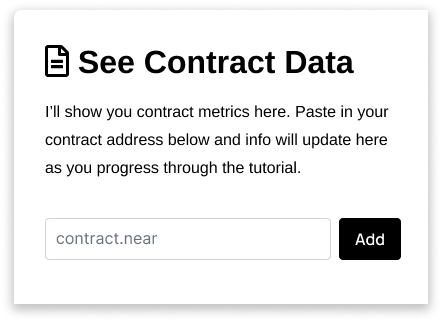 See Contract Data
I'll show you contract metrics here. Paste in your
contract address below and info will update here
as you progress through the tutorial.
contract.near
Add